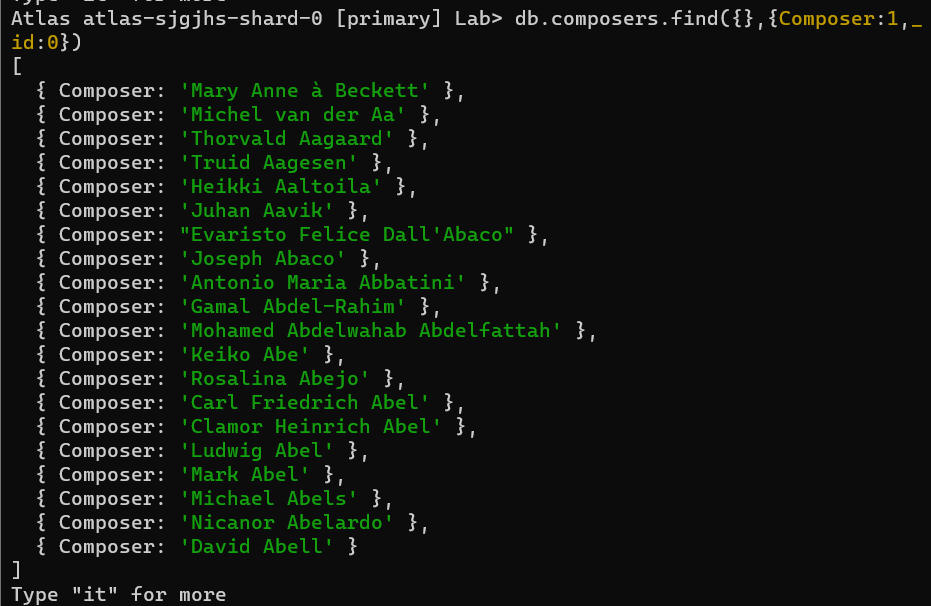 Atlas atlas-sjgjhs-shard-0 [primary] Lab> db.composers.find({},{Composer:1,_
id:0})
[
  { Composer: 'Mary Anne à Beckett' },
  { Composer: 'Michel van der Aa' },
  { Composer: 'Thorvald Aagaard' },
  { Composer: 'Truid Aagesen' },
  { Composer: 'Heikki Aaltoila' },
  { Composer: 'Juhan Aavik' },
  { Composer: "Evaristo Felice Dall'Abaco" },
  { Composer: 'Joseph Abaco' },
  { Composer: 'Antonio Maria Abbatini' },
  { Composer: 'Gamal Abdel-Rahim' },
  { Composer: 'Mohamed Abdelwahab Abdelfattah' },
  { Composer: 'Keiko Abe' },
  { Composer: 'Rosalina Abejo' },
  { Composer: 'Carl Friedrich Abel' },
  { Composer: 'Clamor Heinrich Abel' },
  { Composer: 'Ludwig Abel' },
  { Composer: 'Mark Abel' },
  { Composer: 'Michael Abels' },
  { Composer: 'Nicanor Abelardo' },
  { Composer: 'David Abell' }
]
Type "it" for more